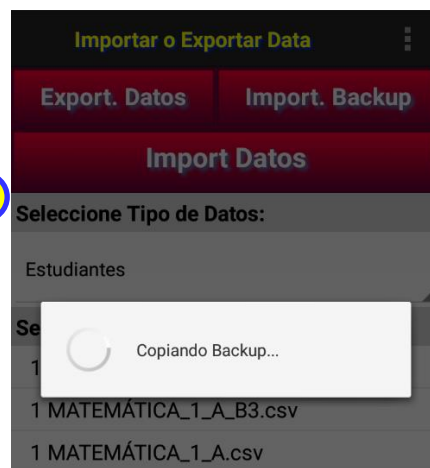 Importar o Exportar Data
Export. Datos Import. Backup
Import Datos
Seleccione Tipo de Datos:
Estudiantes
Se
Copiando Backup...
1
1 MATEMÁTICA_1_A_B3.csv
1 MATEMÁTICA_1_A.csv